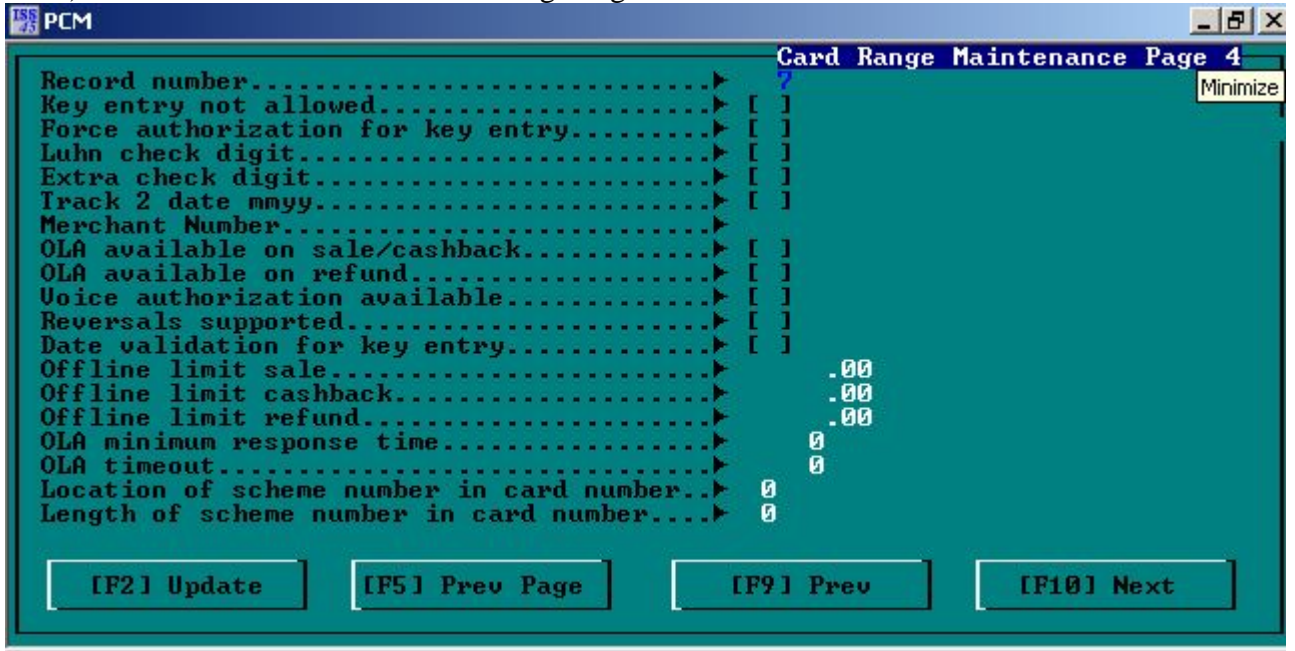 ISS 45 PCM
Card Range Maintenance Page 4
Minimize
Record number............................. 7
Key entry not allowed..................... [ ]
Force authorization for key entry......... [ ]
Luhn check digit.......................... [ ]
Extra check digit......................... [ ]
Track 2 date mmyy......................... [ ]
Merchant Number...........................
OLA available on sale/cashback............ [ ]
OLA available on refund................... [ ]
Voice authorization available............. [ ]
Reversals supported....................... [ ]
Date validation for key entry............. [ ]
Offline limit sale........................ .00
Offline limit cashback.................... .00
Offline limit refund...................... .00
OLA minimum response time................. 0
OLA timeout............................... 0
Location of scheme number in card number.. 0
Length of scheme number in card number.... 0
[F2] Update [F5] Prev Page [F9] Prev [F10] Next